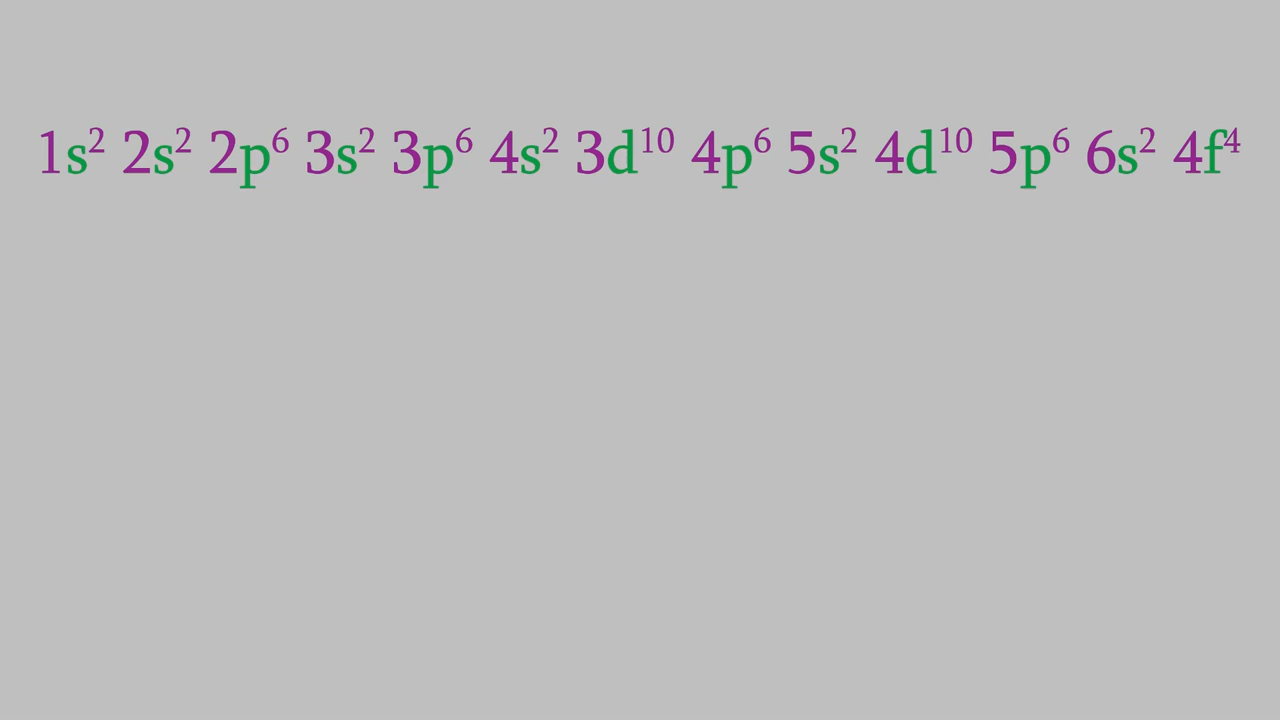 1s² 2s² 2p⁶ 3s² 3p⁶ 4s² 3d¹⁰ 4p⁶ 5s² 4d¹⁰ 5p⁶ 6s² 4f⁴